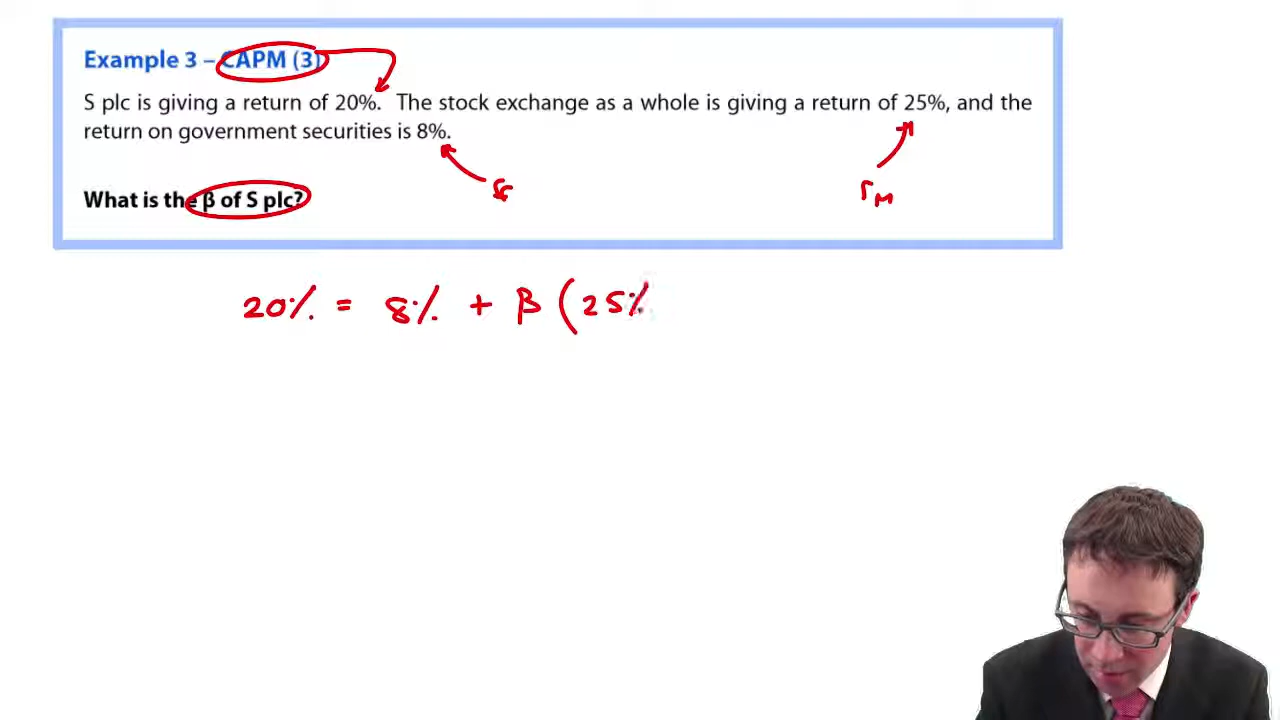 Example 3 – CAPM (3)
S plc is giving a return of 20%. The stock exchange as a whole is giving a return of 25%, and the
return on government securities is 8%.
rf
rM
What is the β of S plc?
20% = 8% + β (25%